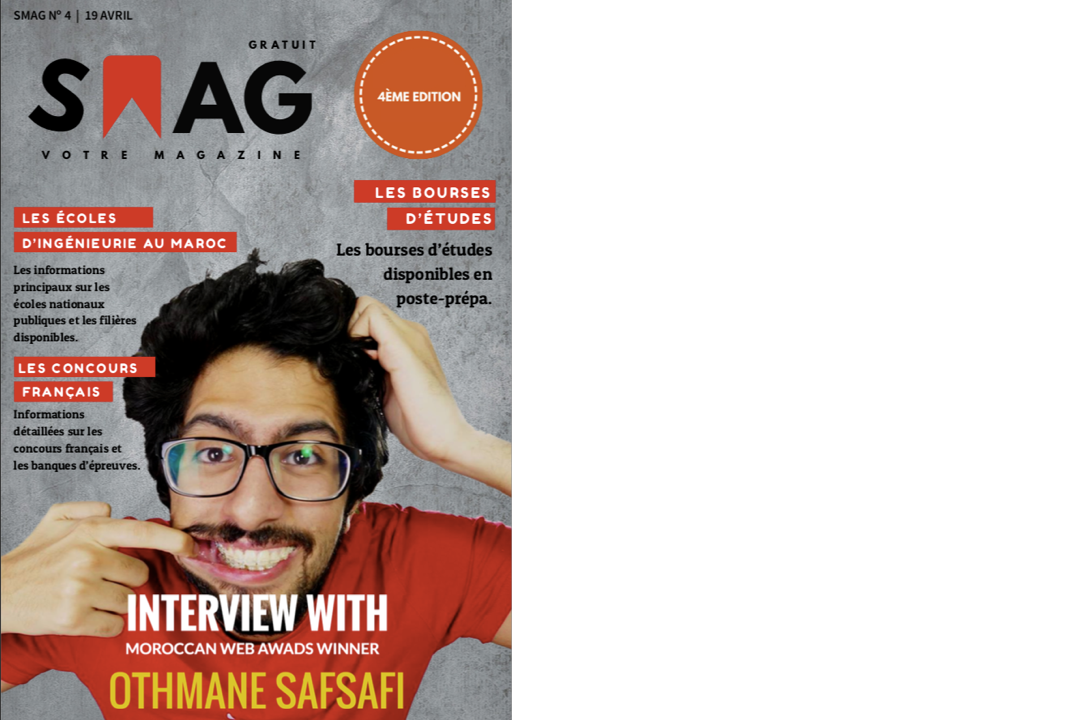 SMAG Nº 4 | 19 AVRIL
GRATUIT
SMAG
VOTRE MAGAZINE
4ÈME EDITION
LES BOURSES
D'ÉTUDES
Les bourses d'études
disponibles en
poste-prépa.
LES ÉCOLES
D'INGÉNIEURIE AU MAROC
Les informations
principaux sur les
écoles nationaux
publiques et les filières
disponibles.
LES CONCOURS
FRANÇAIS
Informations
détaillées sur les
concours français et
les banques d'épreuves.
INTERVIEW WITH
MOROCCAN WEB AWADS WINNER
OTHMANE SAFSAFI